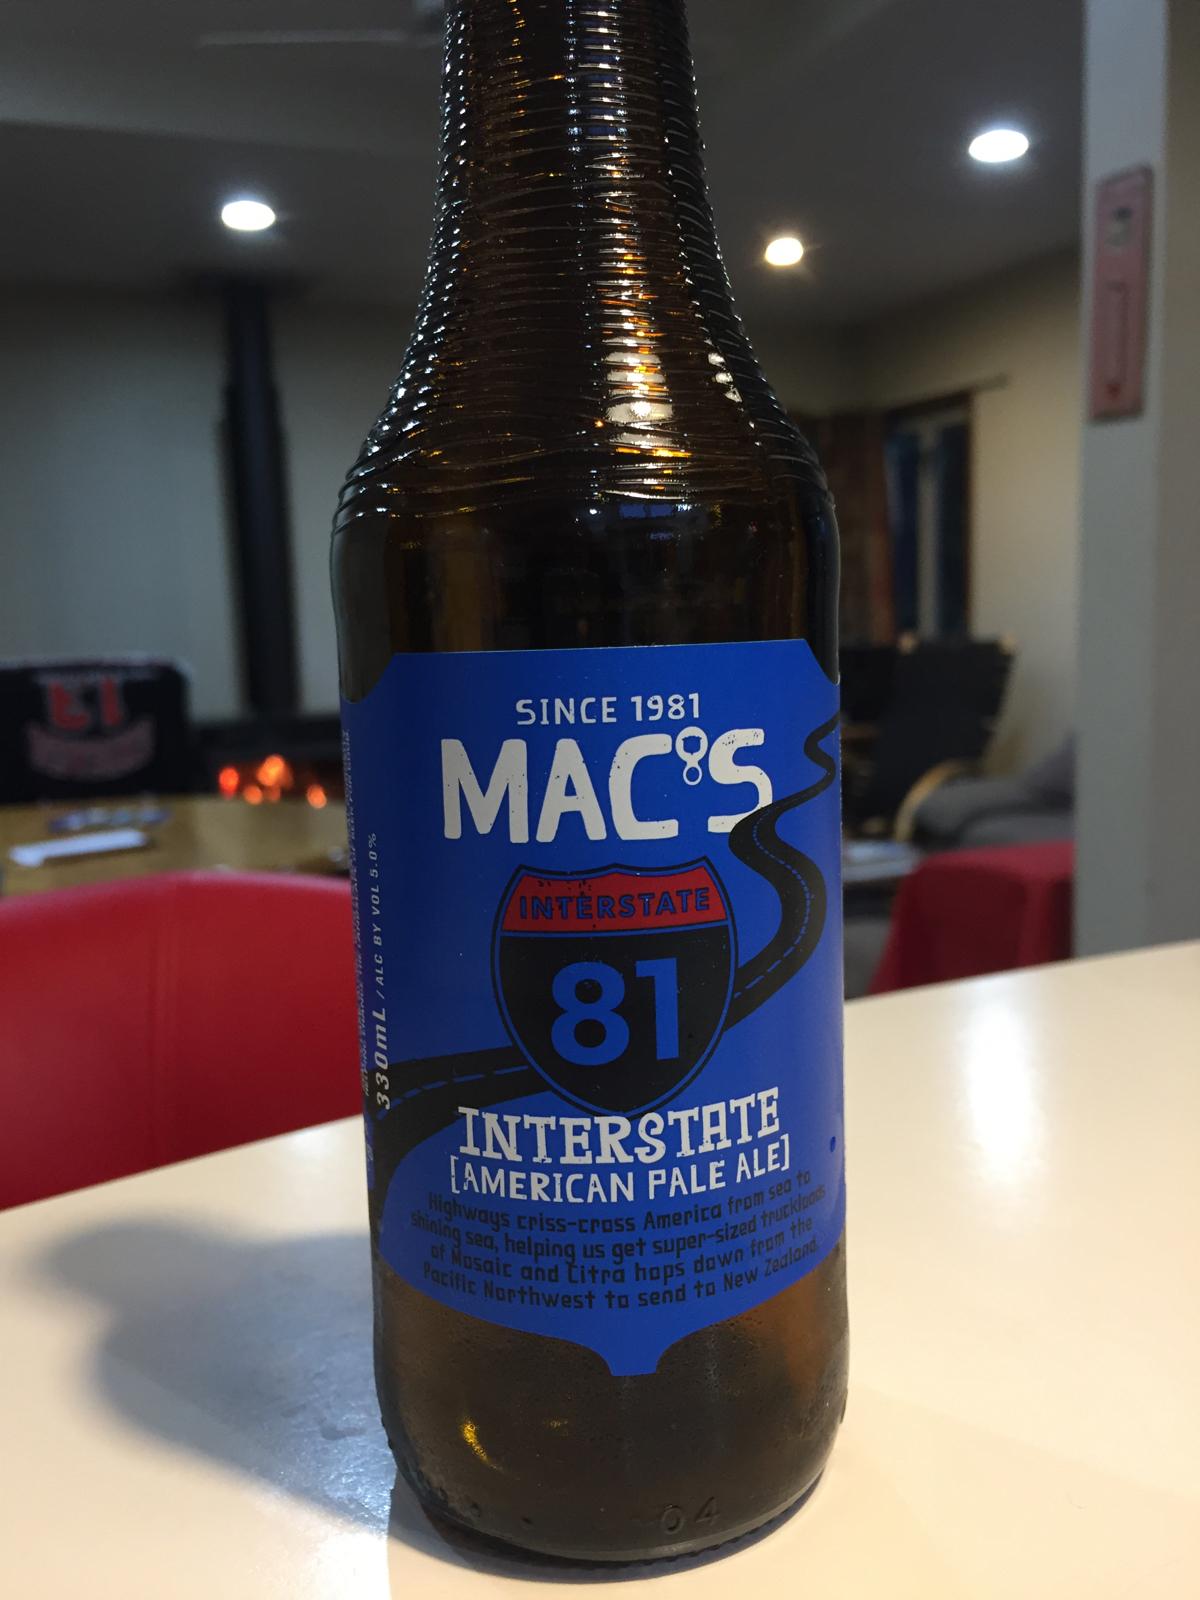 SINCE 1981
MAC'S
INTERSTATE
81
INTERSTATE
[AMERICAN PALE ALE]
Highways criss-cross America from sea to
shining sea, helping us get super-sized truckloads
of Mosaic and Citra hops down from the
Pacific Northwest to send to New Zealand.
330mL / ALC BY VOL 5.0%
04
13